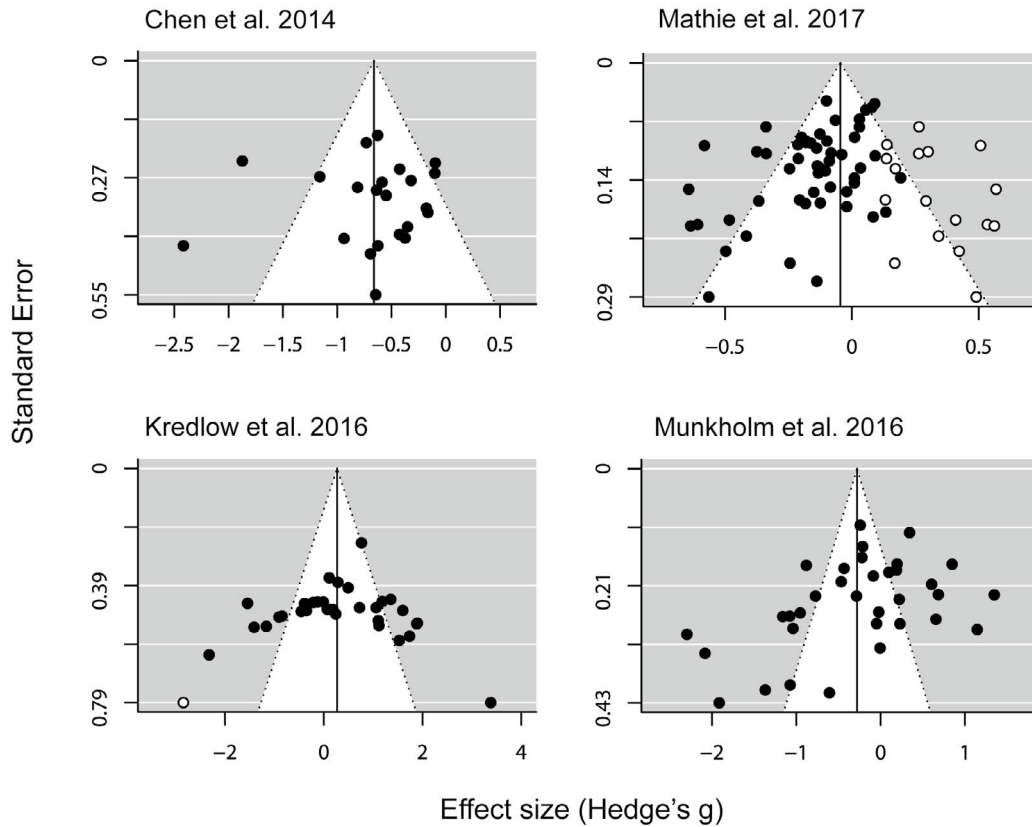 Chen et al. 2014
Mathie et al. 2017
0
0.27
0.55
−2.5 −2 −1.5 −1 −0.5 0 0.5
0
0.14
0.29
−0.5 0 0.5
Standard Error
Kredlow et al. 2016
Munkholm et al. 2016
0
0.39
0.79
−2 0 2 4
0
0.21
0.43
−2 −1 0 1
Effect size (Hedge's g)